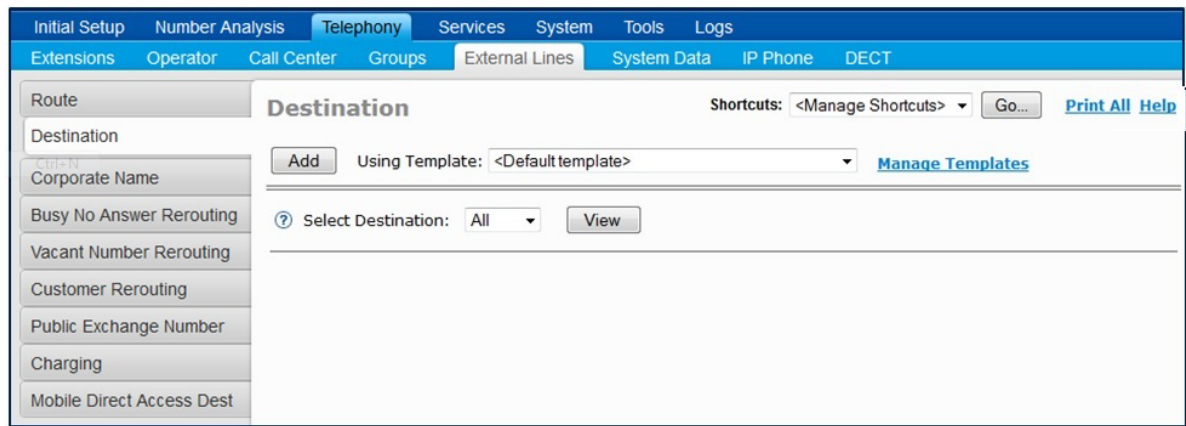 Initial Setup Number Analysis Telephony Services System Tools Logs
Extensions Operator Call Center Groups External Lines System Data IP Phone DECT
Route
Destination
Ctrl+N
Corporate Name
Busy No Answer Rerouting
Vacant Number Rerouting
Customer Rerouting
Public Exchange Number
Charging
Mobile Direct Access Dest
Destination Shortcuts: <Manage Shortcuts> Go... Print All Help
Add Using Template: <Default template> Manage Templates
? Select Destination: All View